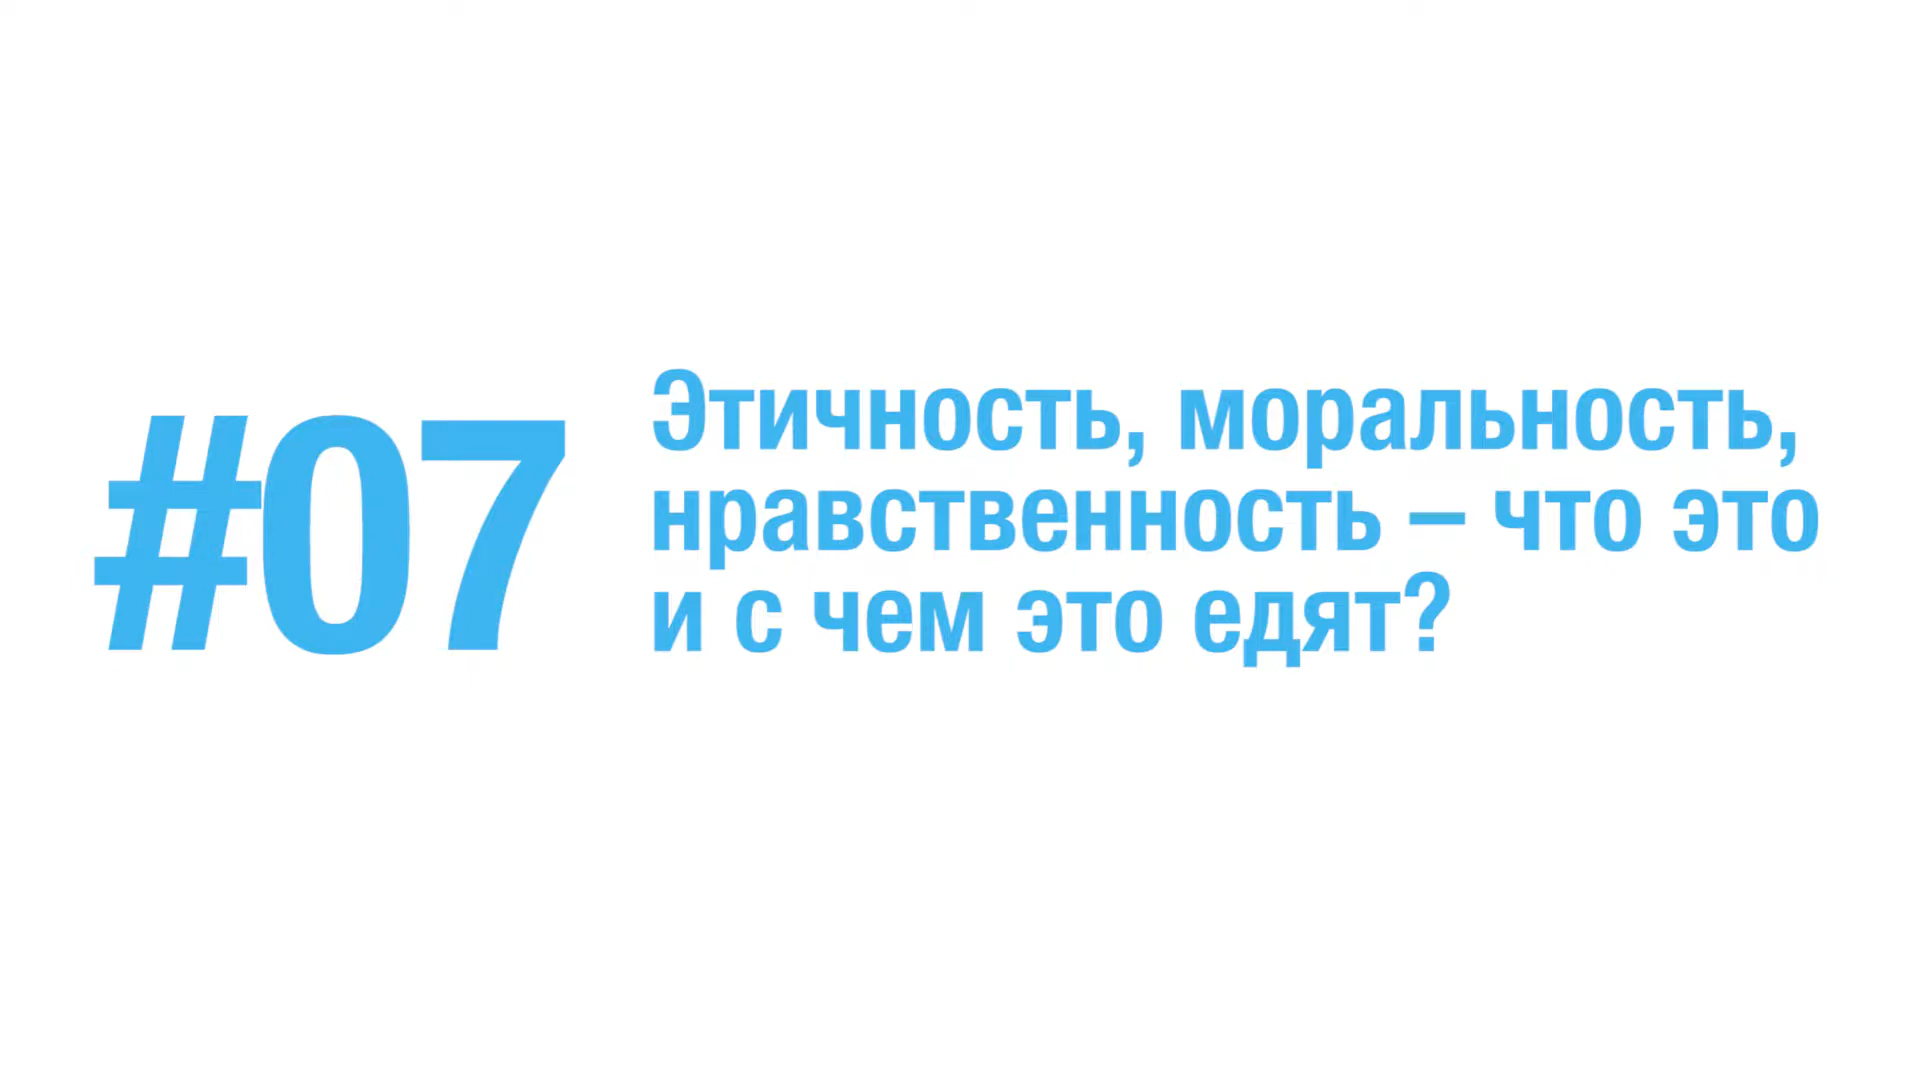 #07
Этичность, моральность,
нравственность – что это
и с чем это едят?